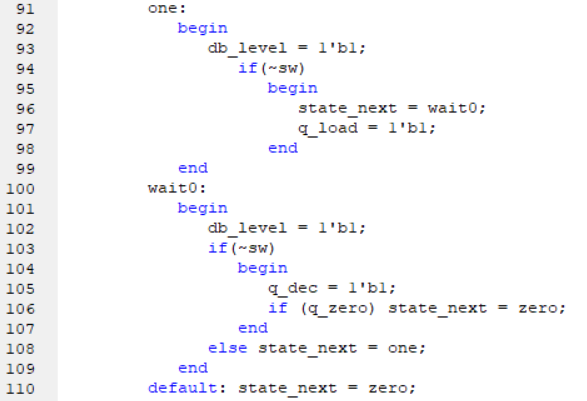 91 one:
92 begin
93 db_level = 1'b1;
94 if(~sw)
95 begin
96 state_next = wait0;
97 q_load = 1'b1;
98 end
99 end
100 wait0:
101 begin
102 db_level = 1'b1;
103 if(~sw)
104 begin
105 q_dec = 1'b1;
106 if (q_zero) state_next = zero;
107 end
108 else state_next = one;
109 end
110 default: state_next = zero;